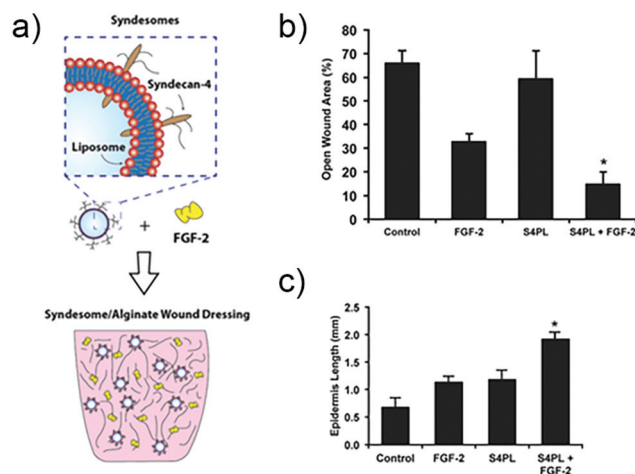 a)
Syndesomes
Syndecan-4
Liposome
+
FGF-2
Syndesome/Alginate Wound Dressing
b)
Open Wound Area (%)
80
70
60
50
40
30
20
10
0
*
Control FGF-2 S4PL S4PL + FGF-2
c)
Epidermis Length (mm)
2.5
2.0
1.5
1.0
0.5
0.0
*
Control FGF-2 S4PL S4PL +
FGF-2